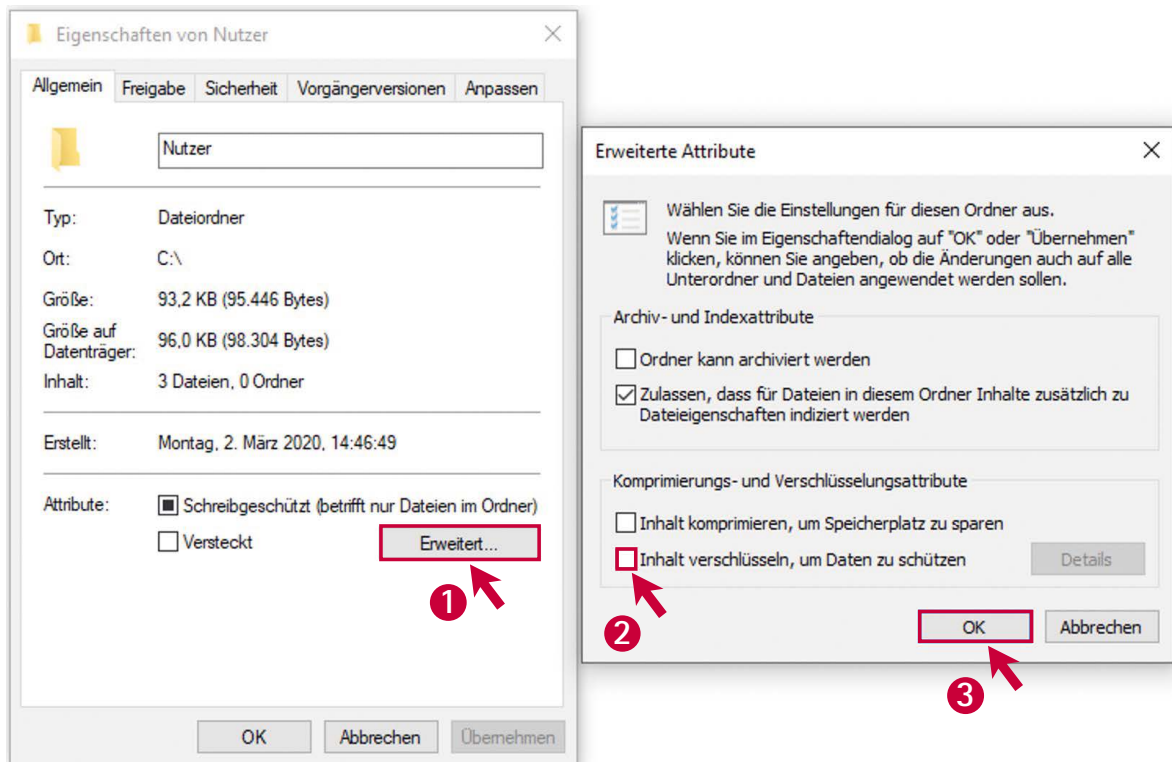 Eigenschaften von Nutzer
Allgemein Freigabe Sicherheit Vorgängerversionen Anpassen
Nutzer
Typ: Dateiordner
Ort: C:\
Größe: 93,2 KB (95.446 Bytes)
Größe auf
Datenträger: 96,0 KB (98.304 Bytes)
Inhalt: 3 Dateien, 0 Ordner
Erstellt: Montag, 2. März 2020, 14:46:49
Attribute: Schreibgeschützt (betrifft nur Dateien im Ordner)
Versteckt Erweitert...
1
OK Abbrechen Übernehmen
Erweiterte Attribute
Wählen Sie die Einstellungen für diesen Ordner aus.
Wenn Sie im Eigenschaftendialog auf "OK" oder "Übernehmen"
klicken, können Sie angeben, ob die Änderungen auch auf alle
Unterordner und Dateien angewendet werden sollen.
Archiv- und Indexattribute
Ordner kann archiviert werden
Zulassen, dass für Dateien in diesem Ordner Inhalte zusätzlich zu
Dateieigenschaften indiziert werden
Komprimierungs- und Verschlüsselungsattribute
Inhalt komprimieren, um Speicherplatz zu sparen
Inhalt verschlüsseln, um Daten zu schützen Details
2
OK Abbrechen
3